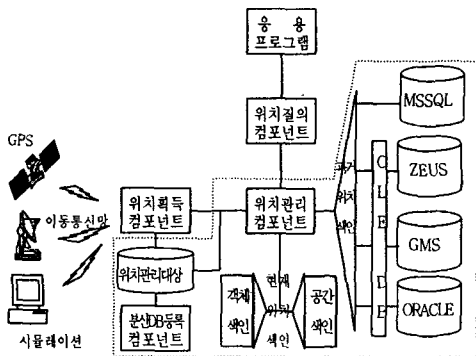 응 용
프로그램
위치질의
컴포넌트
GPS
이동통신망
시뮬레이션
위치획득
컴포넌트
위치관리
컴포넌트
위치관리대상
분산DB등록
컴포넌트
객체
색인
현재
위치
색인
공간
색인
과거
위치
색인
O
L
E
D
B
MSSQL
ZEUS
GMS
ORACLE